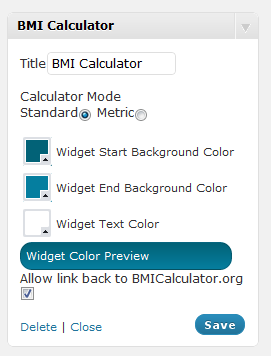 BMI Calculator
Title BMI Calculator
Calculator Mode
Standard Metric
Widget Start Background Color
Widget End Background Color
Widget Text Color
Widget Color Preview
Allow link back to BMICalculator.org
Delete | Close Save